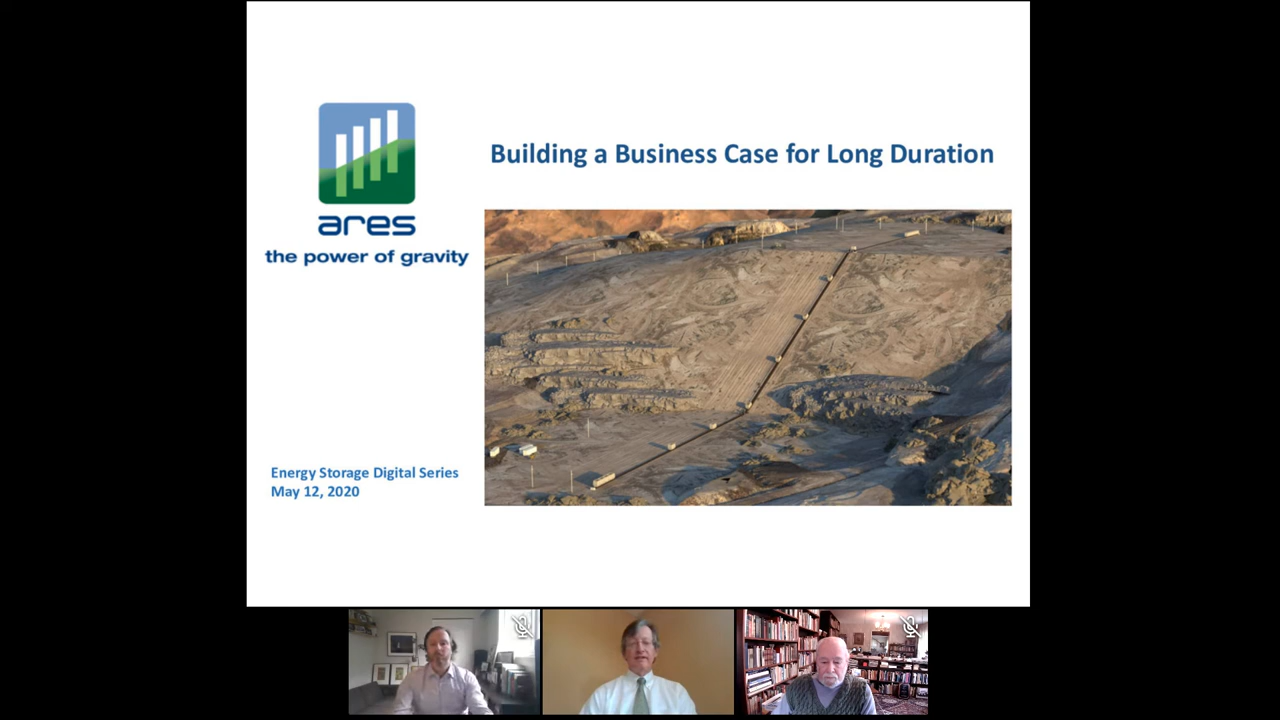 ares
the power of gravity
Building a Business Case for Long Duration
Energy Storage Digital Series
May 12, 2020